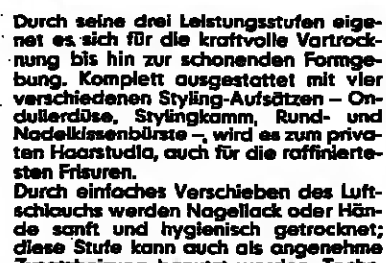 Durch seine drei Leistungsstufen eige-
net es sich für die kraftvolle Vortrock-
nung bis hin zur schonenden Formge-
bung. Komplett ausgestattet mit vier
verschiedenen Styling-Aufsätzen – On-
dulierdüse, Stylingkamm, Rund- und
Nadelkissenbürste –, wird es zum priva-
ten Haarstudio, auch für die raffinierte-
sten Frisuren.
Durch einfaches Verschieben des Luft-
schlauchs werden Nagellack oder Hän-
de sanft und hygienisch getrocknet;
diese Stufe kann auch als angenehme